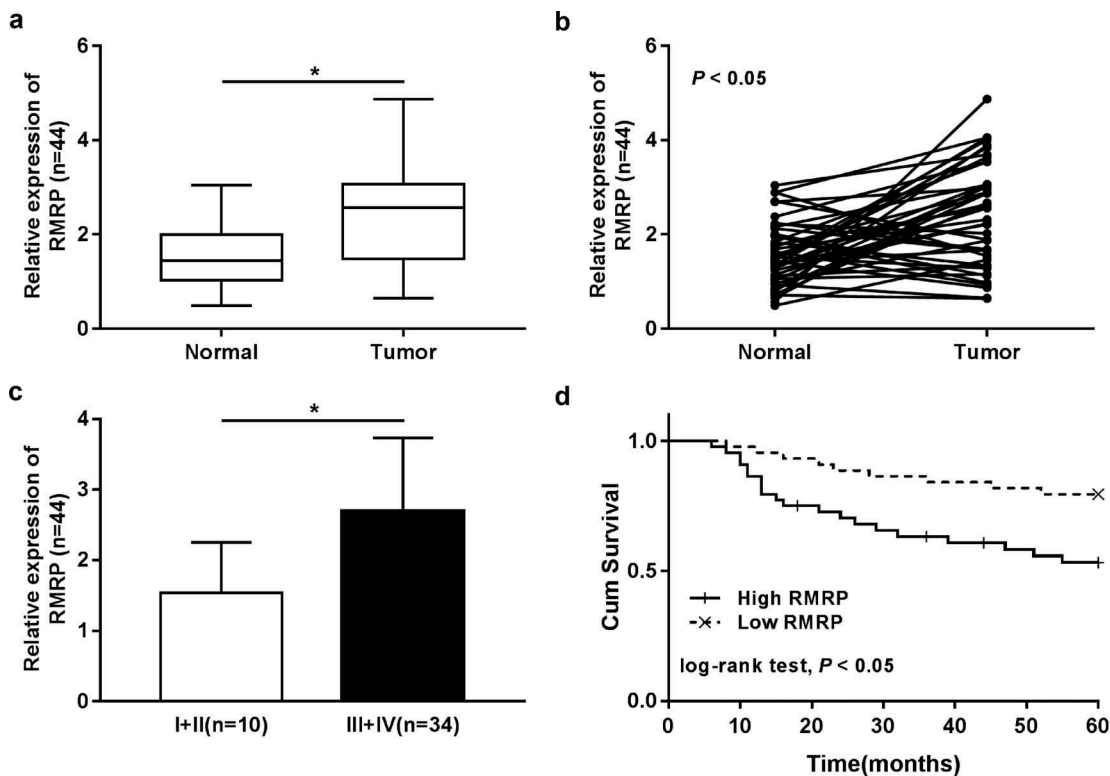 a
Relative expression of
RMRP (n=44)
6
4
2
0
*
Normal
Tumor
b
Relative expression of
RMRP (n=44)
6
4
2
0
P < 0.05
Normal
Tumor
c
Relative expression of
RMRP (n=44)
4
3
2
1
0
*
I+II(n=10)
III+IV(n=34)
d
Cum Survival
1.0
0.5
0.0
High RMRP
Low RMRP
log-rank test, P < 0.05
0 10 20 30 40 50 60
Time(months)